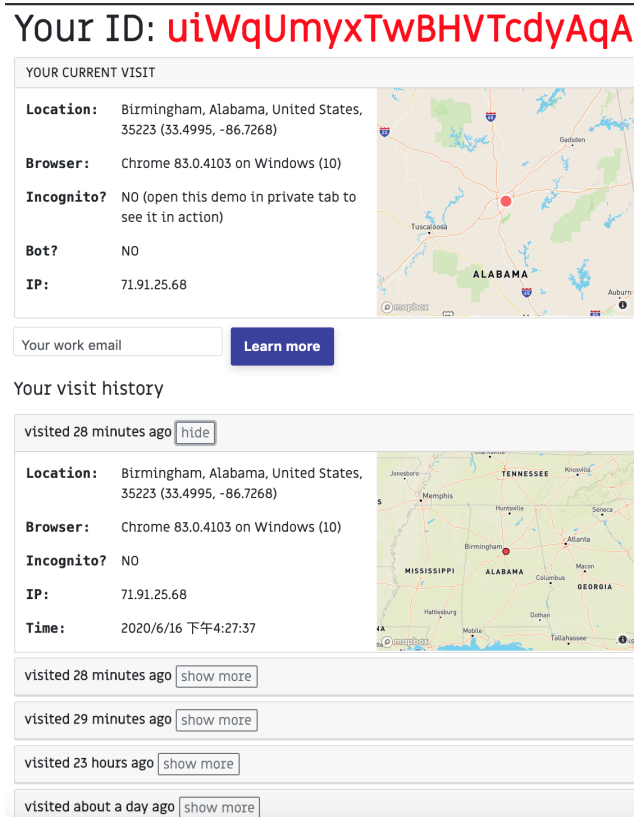 Your ID: uiWqUmyxTwBHVTcdyAqA
YOUR CURRENT VISIT
Location: Birmingham, Alabama, United States,
35223 (33.4995, -86.7268)
Browser: Chrome 83.0.4103 on Windows (10)
Incognito? NO (open this demo in private tab to
see it in action)
Bot? NO
IP: 71.91.25.68
Gadsden
Tuscaloosa
ALABAMA
Auburn
mapbox
Your work email
Learn more
Your visit history
visited 28 minutes ago hide
Location: Birmingham, Alabama, United States,
35223 (33.4995, -86.7268)
Browser: Chrome 83.0.4103 on Windows (10)
Incognito? NO
IP: 71.91.25.68
Time: 2020/6/16 下午4:27:37
Jonesboro
TENNESSEE
Knoxville
Memphis
Huntsville
Seneca
Birmingham
Atlanta
MISSISSIPPI
ALABAMA
Macon
Columbus
GEORGIA
Hattiesburg
Dothan
Mobile
Tallahassee
mapbox
visited 28 minutes ago show more
visited 29 minutes ago show more
visited 23 hours ago show more
visited about a day ago show more